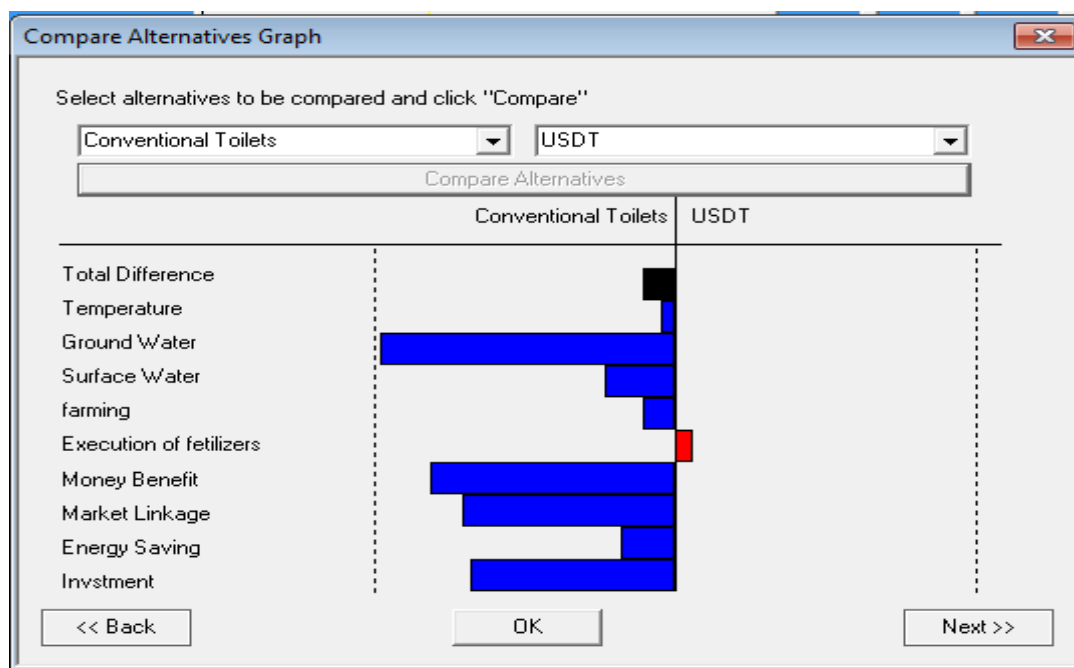 Compare Alternatives Graph
Select alternatives to be compared and click "Compare"
Conventional Toilets USDT
Compare Alternatives
Conventional Toilets USDT
Total Difference
Temperature
Ground Water
Surface Water
farming
Execution of fetilizers
Money Benefit
Market Linkage
Energy Saving
Invstment
<< Back OK Next >>